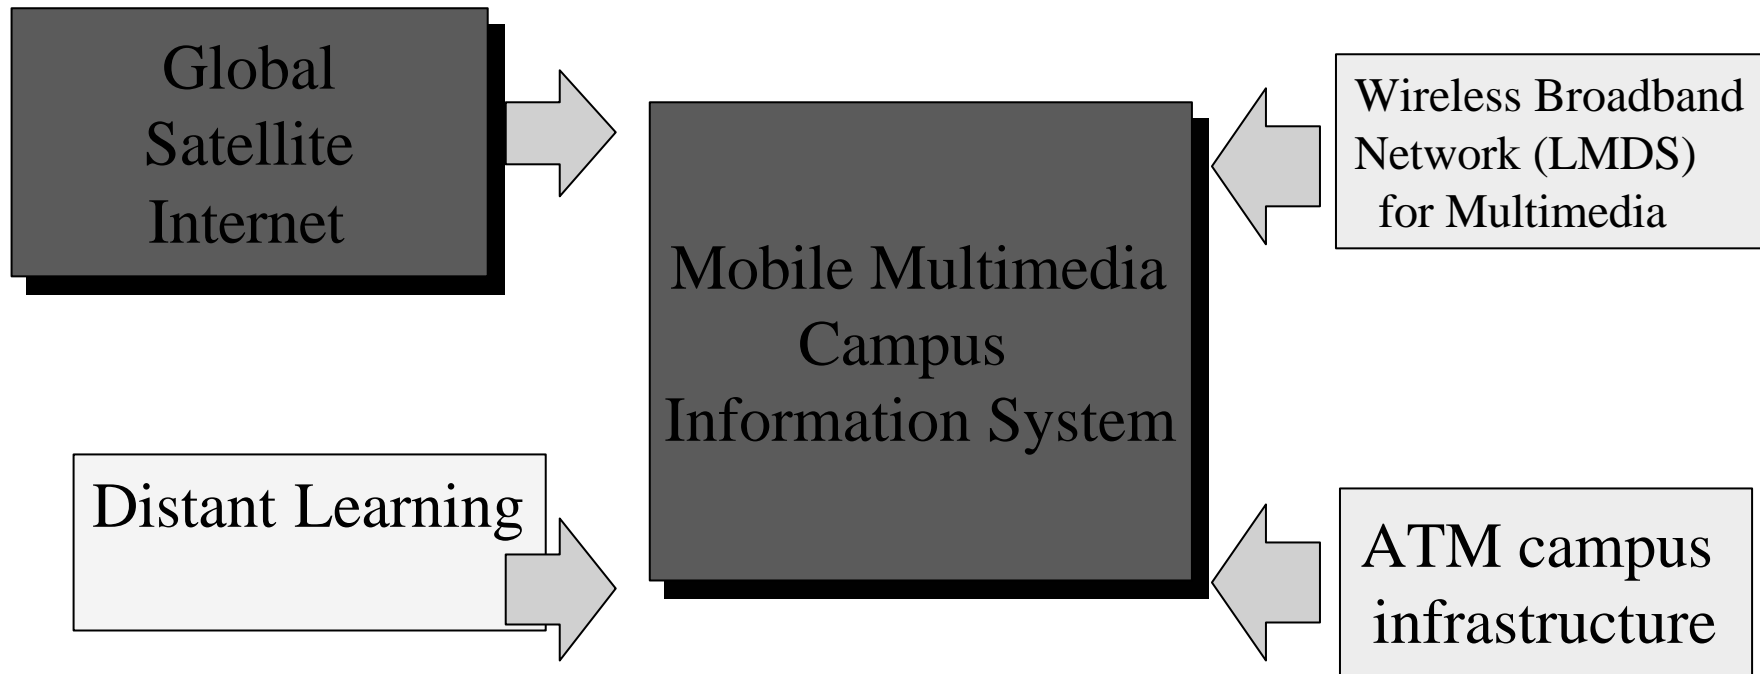 Global
Satellite
Internet
Mobile Multimedia
Campus
Information System
Wireless Broadband
Network (LMDS)
for Multimedia
Distant Learning
ATM campus
infrastructure